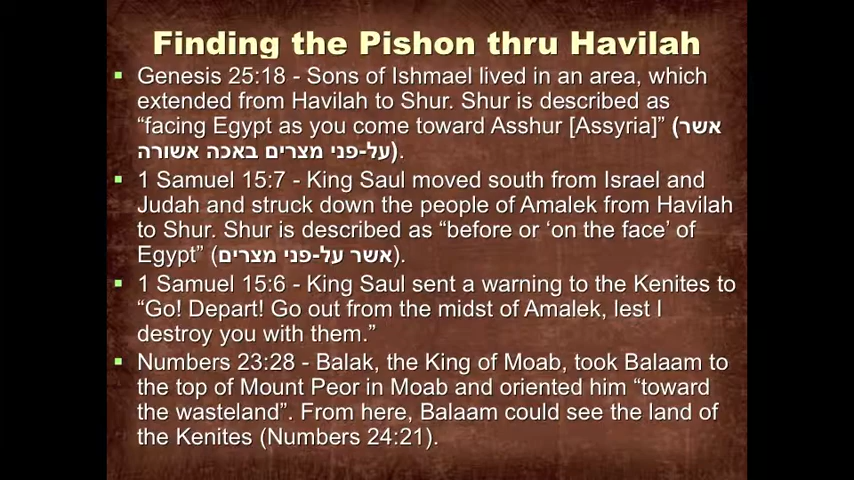 Finding the Pishon thru Havilah
▪ Genesis 25:18 - Sons of Ishmael lived in an area, which
extended from Havilah to Shur. Shur is described as
“facing Egypt as you come toward Asshur [Assyria]” (אשר
על-פני מצרים באכה אשורה).
▪ 1 Samuel 15:7 - King Saul moved south from Israel and
Judah and struck down the people of Amalek from Havilah
to Shur. Shur is described as “before or ‘on the face’ of
Egypt” (אשר על-פני מצרים).
▪ 1 Samuel 15:6 - King Saul sent a warning to the Kenites to
“Go! Depart! Go out from the midst of Amalek, lest I
destroy you with them.”
▪ Numbers 23:28 - Balak, the King of Moab, took Balaam to
the top of Mount Peor in Moab and oriented him “toward
the wasteland”. From here, Balaam could see the land of
the Kenites (Numbers 24:21).